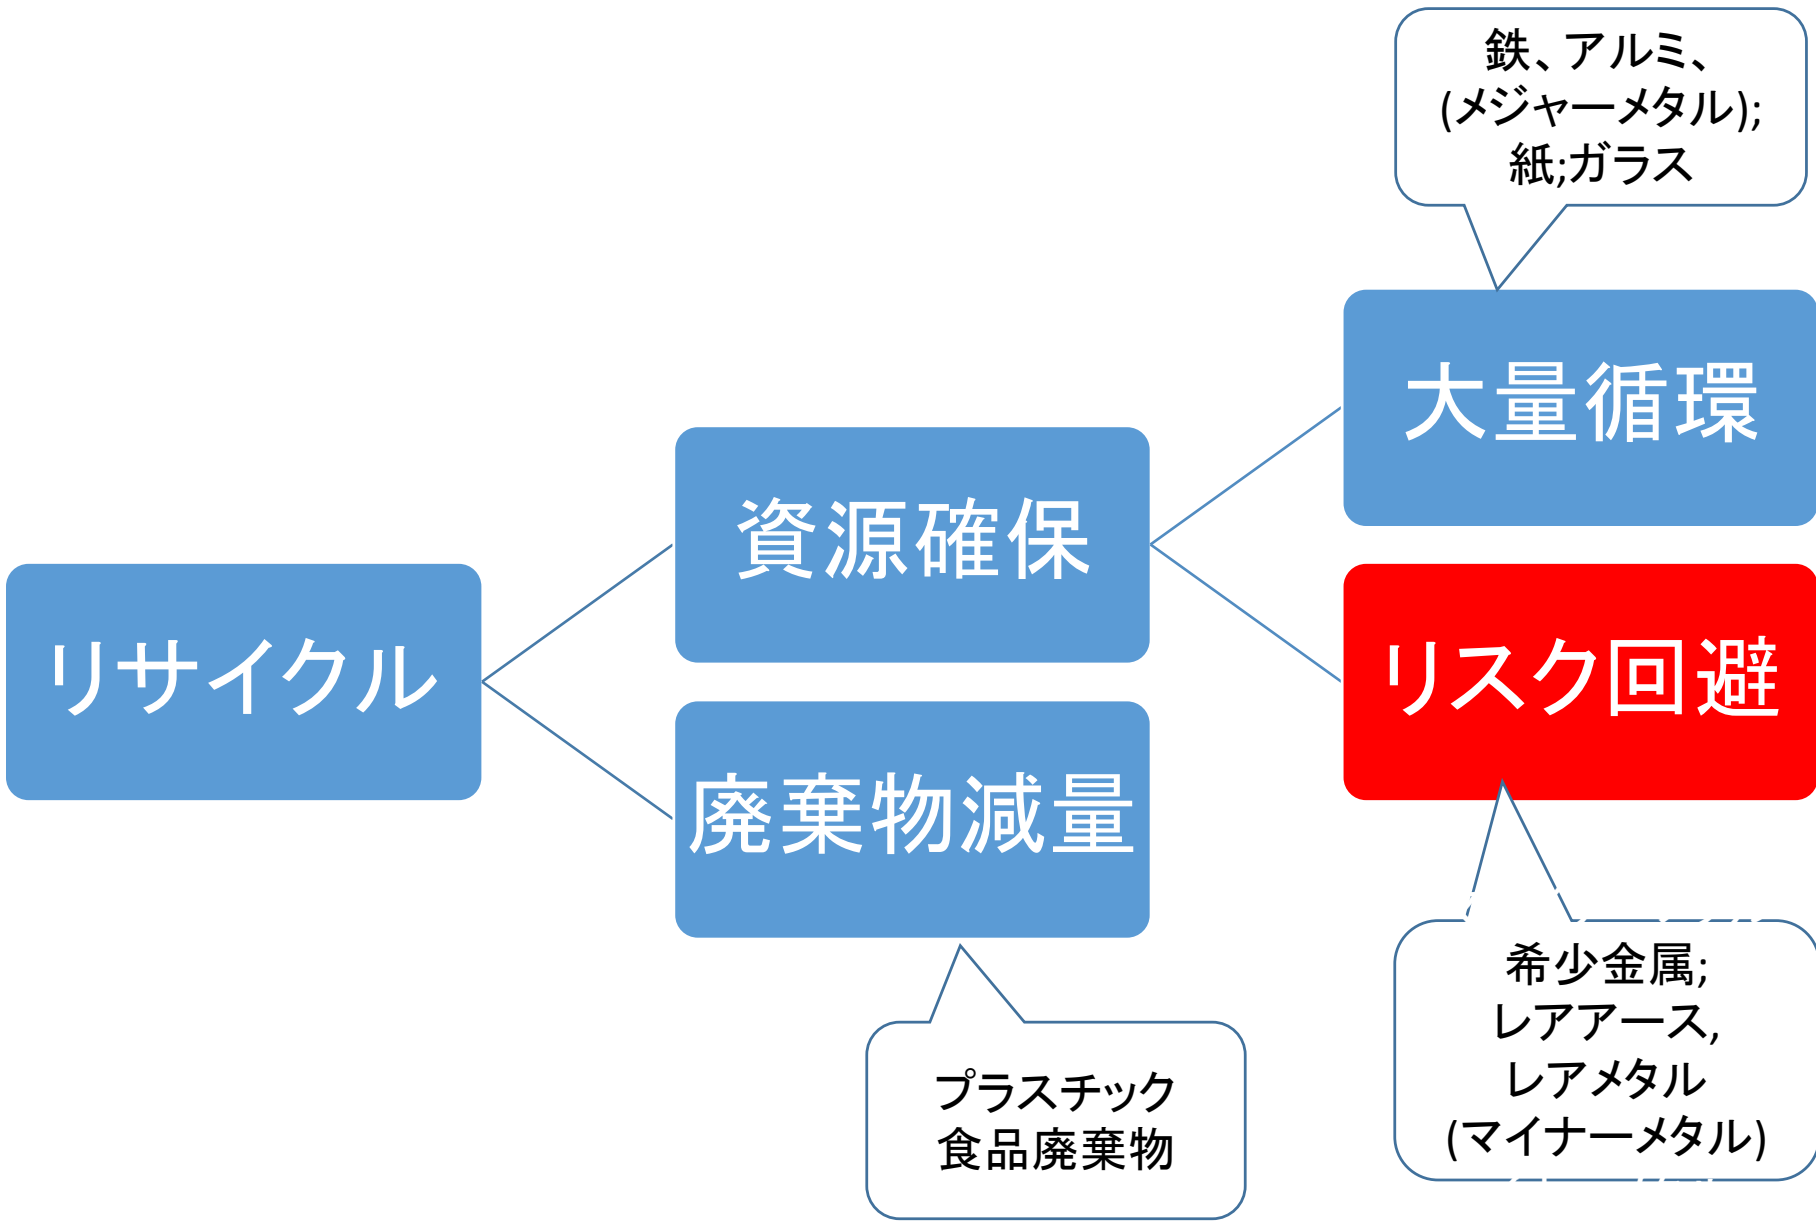 鉄、アルミ、
(メジャーメタル);
紙;ガラス
大量循環
資源確保
リサイクル
リスク回避
廃棄物減量
希少金属;
レアアース,
レアメタル
(マイナーメタル)
プラスチック
食品廃棄物